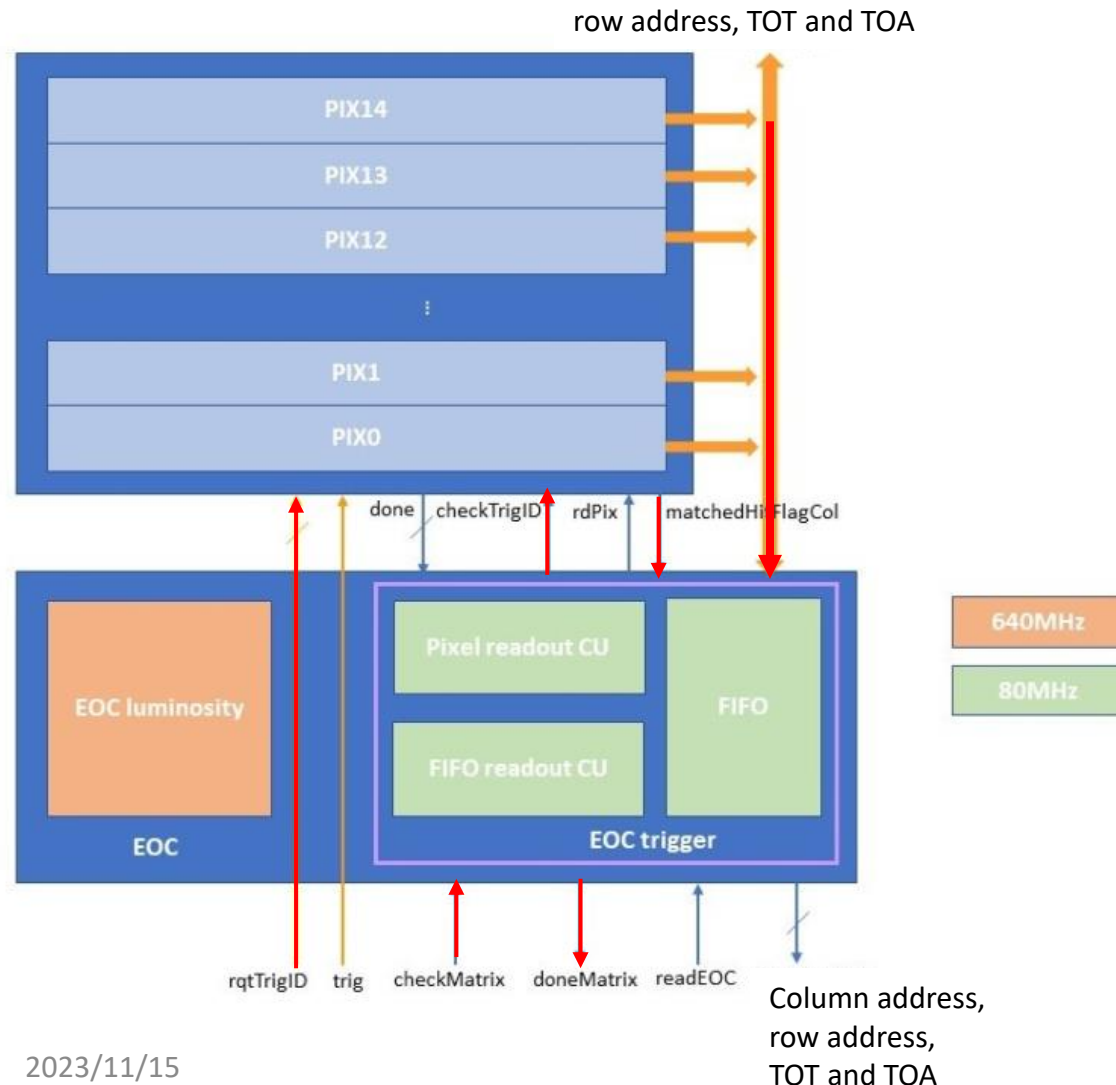 row address, TOT and TOA
PIX14
PIX13
PIX12
⋮
PIX1
PIX0
done checkTrigID rdPix matchedHitFlagCol
Pixel readout CU
EOC luminosity
FIFO
FIFO readout CU
EOC
EOC trigger
640MHz
80MHz
rqtTrigID trig checkMatrix doneMatrix readEOC
Column address,
row address,
TOT and TOA
2023/11/15